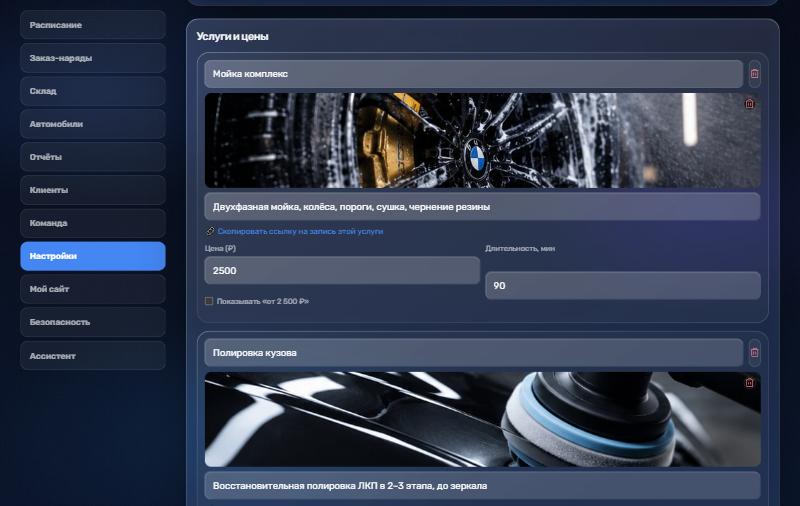 Расписание
Заказ-наряды
Склад
Автомобили
Отчёты
Клиенты
Команда
Настройки
Мой сайт
Безопасность
Ассистент
Услуги и цены
Мойка комплекс
Двухфазная мойка, колёса, пороги, сушка, чернение резины
Скопировать ссылку на запись этой услуги
Цена (₽)
Длительность, мин
2500
90
Показывать «от 2 500 ₽»
Полировка кузова
Восстановительная полировка ЛКП в 2–3 этапа, до зеркала